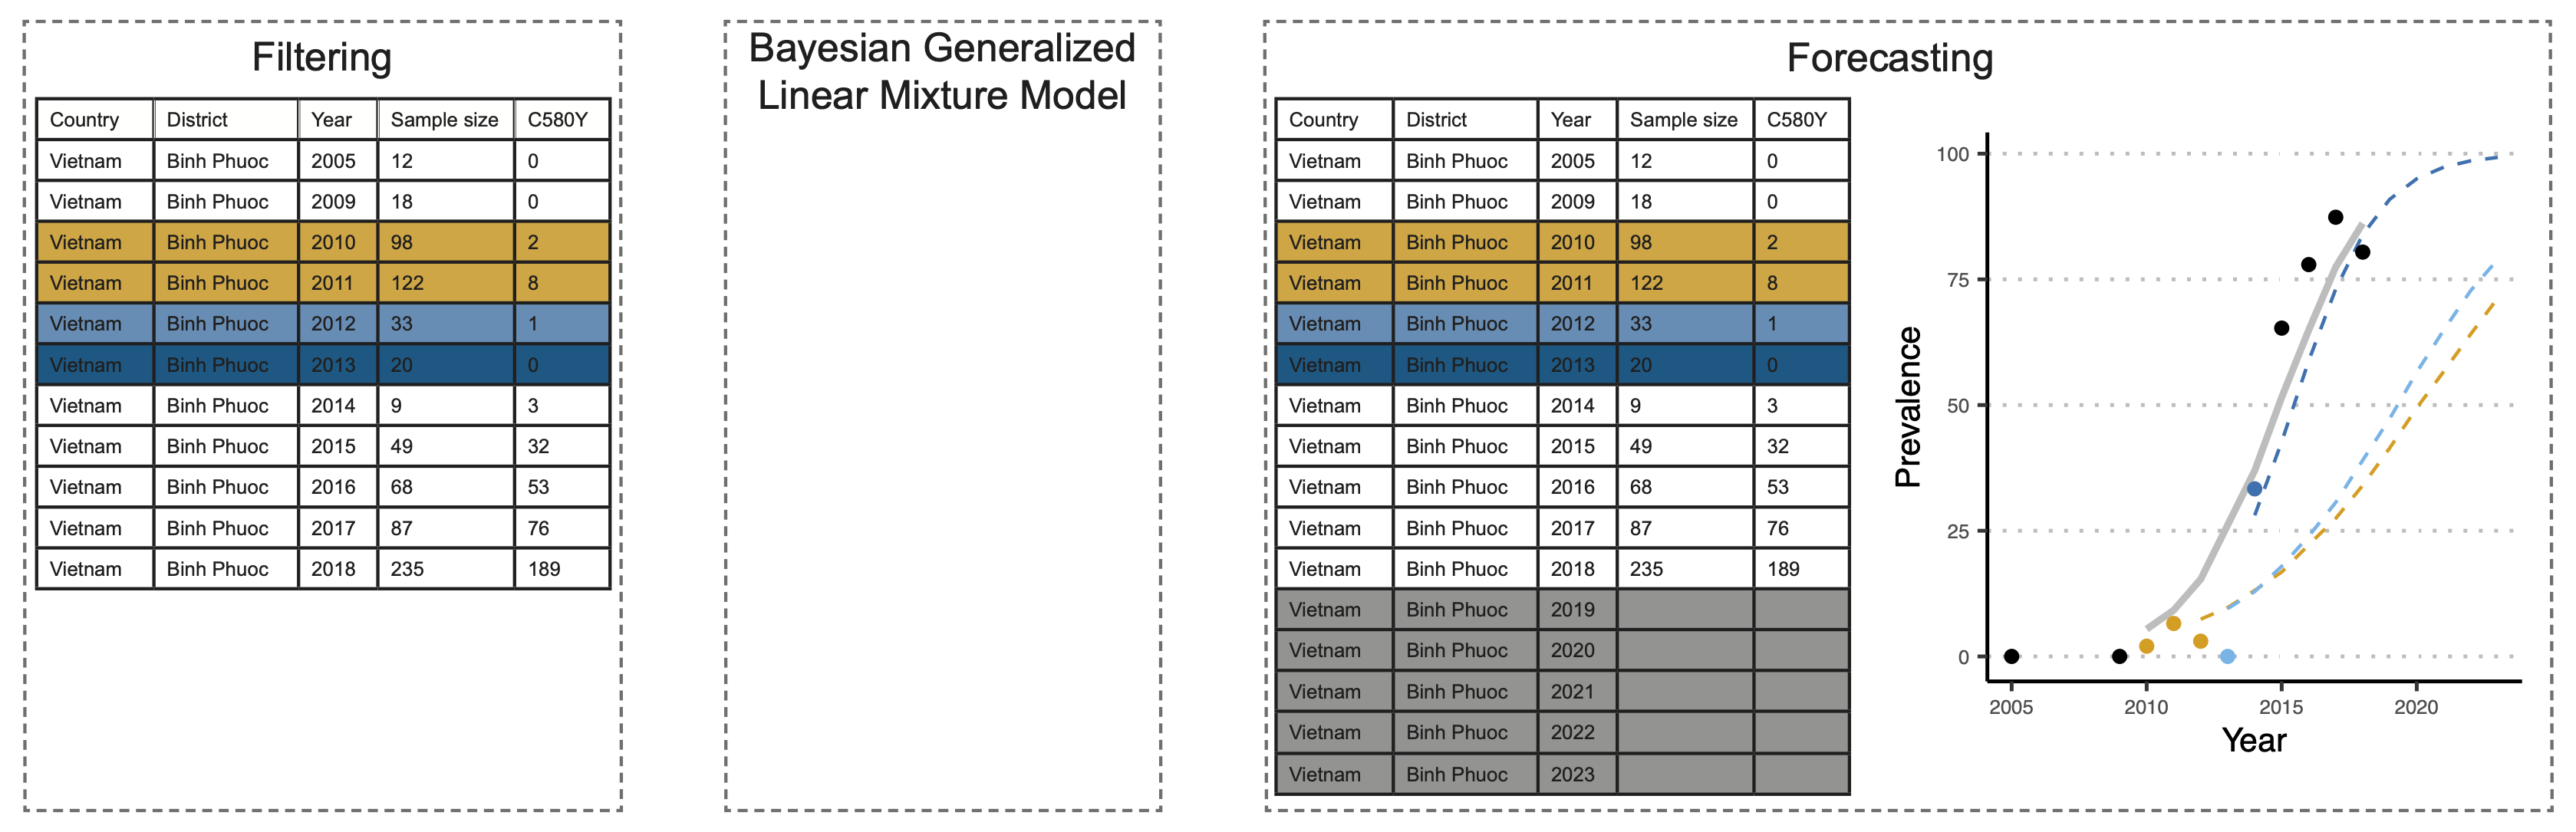 Filtering
Country District Year Sample size C580Y
Vietnam Binh Phuoc 2005 12 0
Vietnam Binh Phuoc 2009 18 0
Vietnam Binh Phuoc 2010 98 2
Vietnam Binh Phuoc 2011 122 8
Vietnam Binh Phuoc 2012 33 1
Vietnam Binh Phuoc 2013 20 0
Vietnam Binh Phuoc 2014 9 3
Vietnam Binh Phuoc 2015 49 32
Vietnam Binh Phuoc 2016 68 53
Vietnam Binh Phuoc 2017 87 76
Vietnam Binh Phuoc 2018 235 189
Bayesian Generalized
Linear Mixture Model
Forecasting
Country District Year Sample size C580Y
Vietnam Binh Phuoc 2005 12 0
Vietnam Binh Phuoc 2009 18 0
Vietnam Binh Phuoc 2010 98 2
Vietnam Binh Phuoc 2011 122 8
Vietnam Binh Phuoc 2012 33 1
Vietnam Binh Phuoc 2013 20 0
Vietnam Binh Phuoc 2014 9 3
Vietnam Binh Phuoc 2015 49 32
Vietnam Binh Phuoc 2016 68 53
Vietnam Binh Phuoc 2017 87 76
Vietnam Binh Phuoc 2018 235 189
Vietnam Binh Phuoc 2019
Vietnam Binh Phuoc 2020
Vietnam Binh Phuoc 2021
Vietnam Binh Phuoc 2022
Vietnam Binh Phuoc 2023
Prevalence
100
75
50
25
0
2005 2010 2015 2020
Year